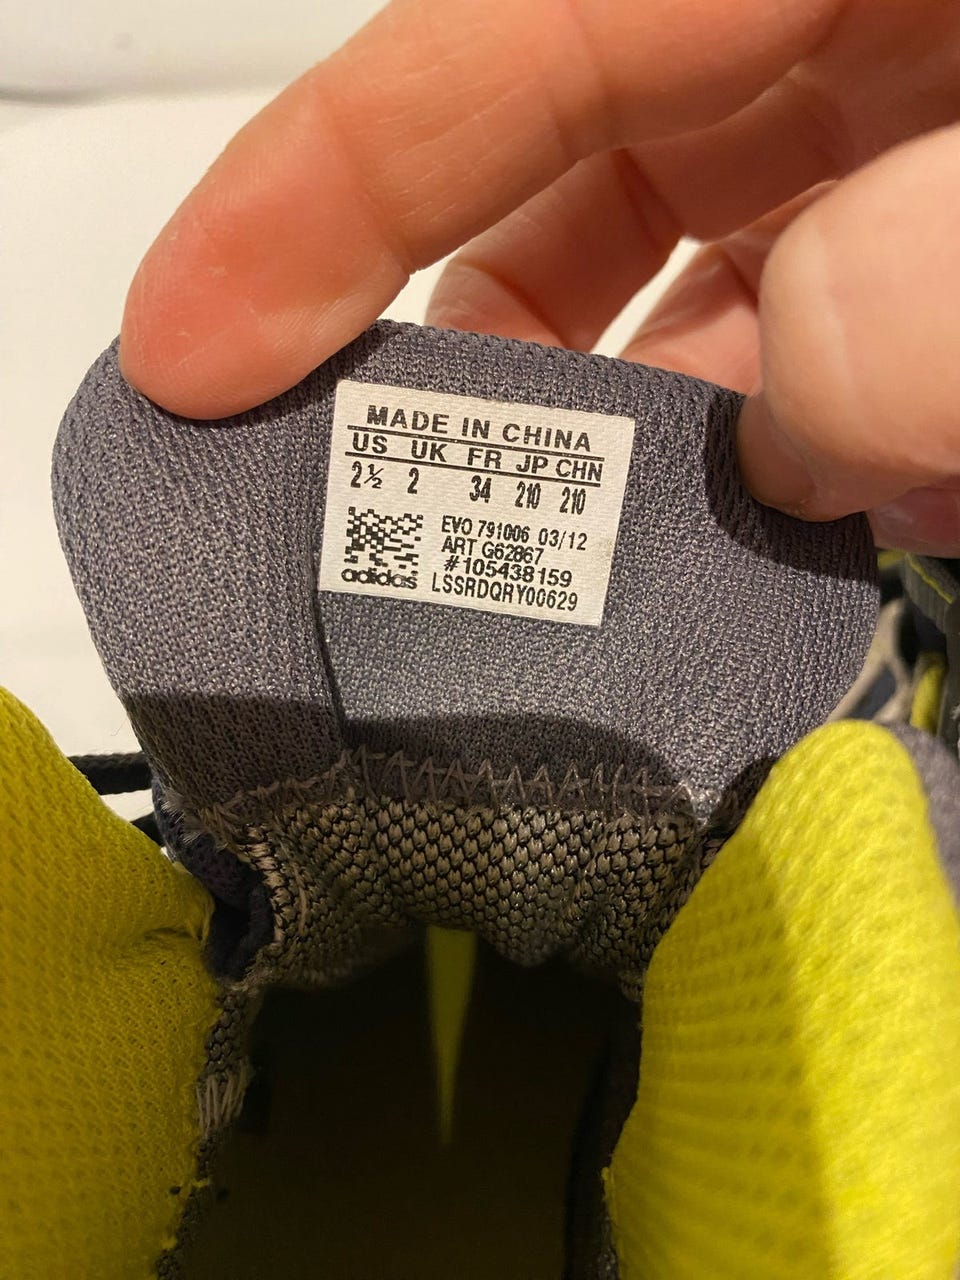 MADE IN CHINA
US UK FR JP CHN
2½ 2 34 210 210
EVO 791006 03/12
ART G62867
#105438159
adidas LSSRDQRY00629